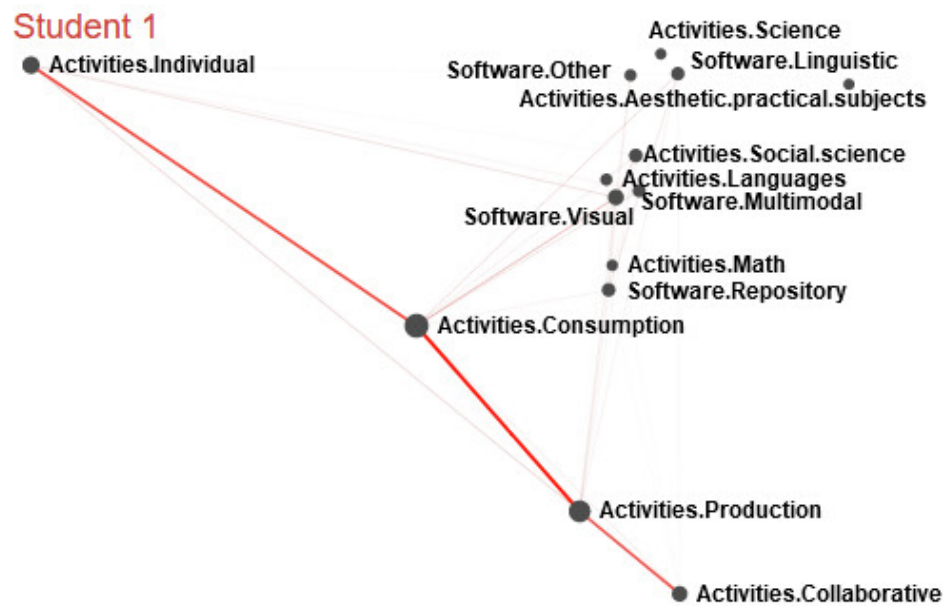 Student 1
Activities.Individual
Activities.Science
Software.Linguistic
Software.Other
Activities.Aesthetic.practical.subjects
Activities.Social.science
Activities.Languages
Software.Multimodal
Software.Visual
Activities.Math
Software.Repository
Activities.Consumption
Activities.Production
Activities.Collaborative